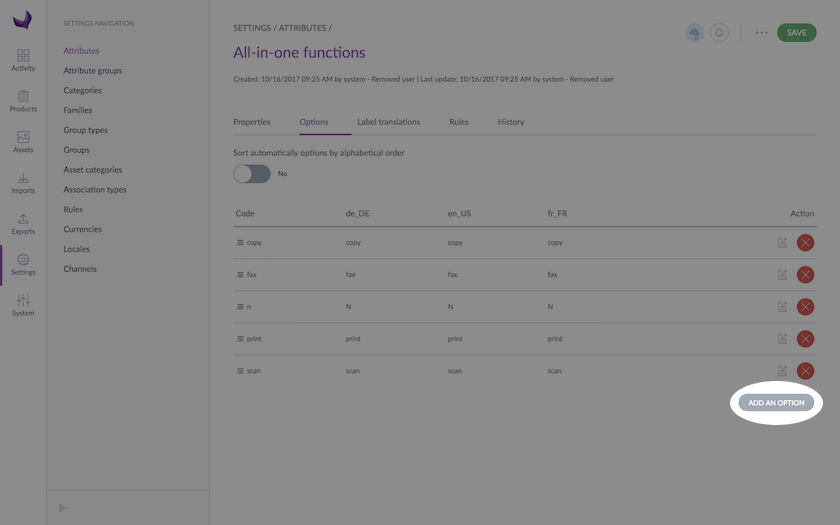 SETTINGS NAVIGATION
Attributes
Attribute groups
Categories
Families
Group types
Groups
Asset categories
Association types
Rules
Currencies
Locales
Channels
Activity
Products
Assets
Imports
Exports
Settings
System
SETTINGS / ATTRIBUTES /
SAVE
All-in-one functions
Created: 10/16/2017 09:25 AM by system - Removed user | Last update: 10/16/2017 09:25 AM by system - Removed user
Properties Options Label translations Rules History
Sort automatically options by alphabetical order
No
Code de_DE en_US fr_FR Action
copy copy copy copy
fax fax fax fax
n N N N
print print print print
scan scan scan scan
ADD AN OPTION